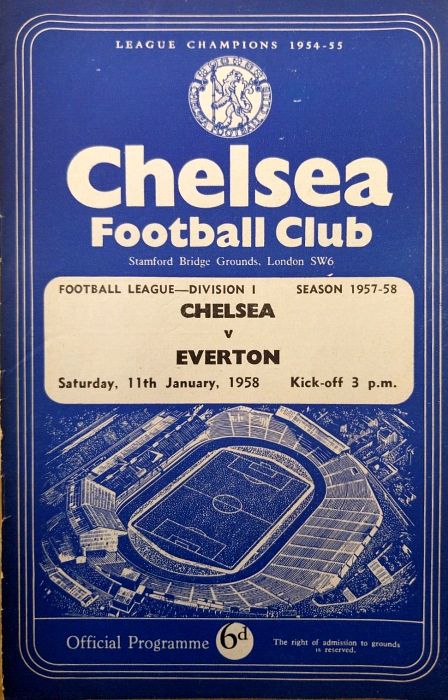 LEAGUE CHAMPIONS 1954-55
Chelsea
Football Club
Stamford Bridge Grounds, London SW6
FOOTBALL LEAGUE—DIVISION I SEASON 1957-58
CHELSEA
v
EVERTON
Saturday, 11th January, 1958 Kick-off 3 p.m.
Official Programme 6d The right of admission to grounds
is reserved.